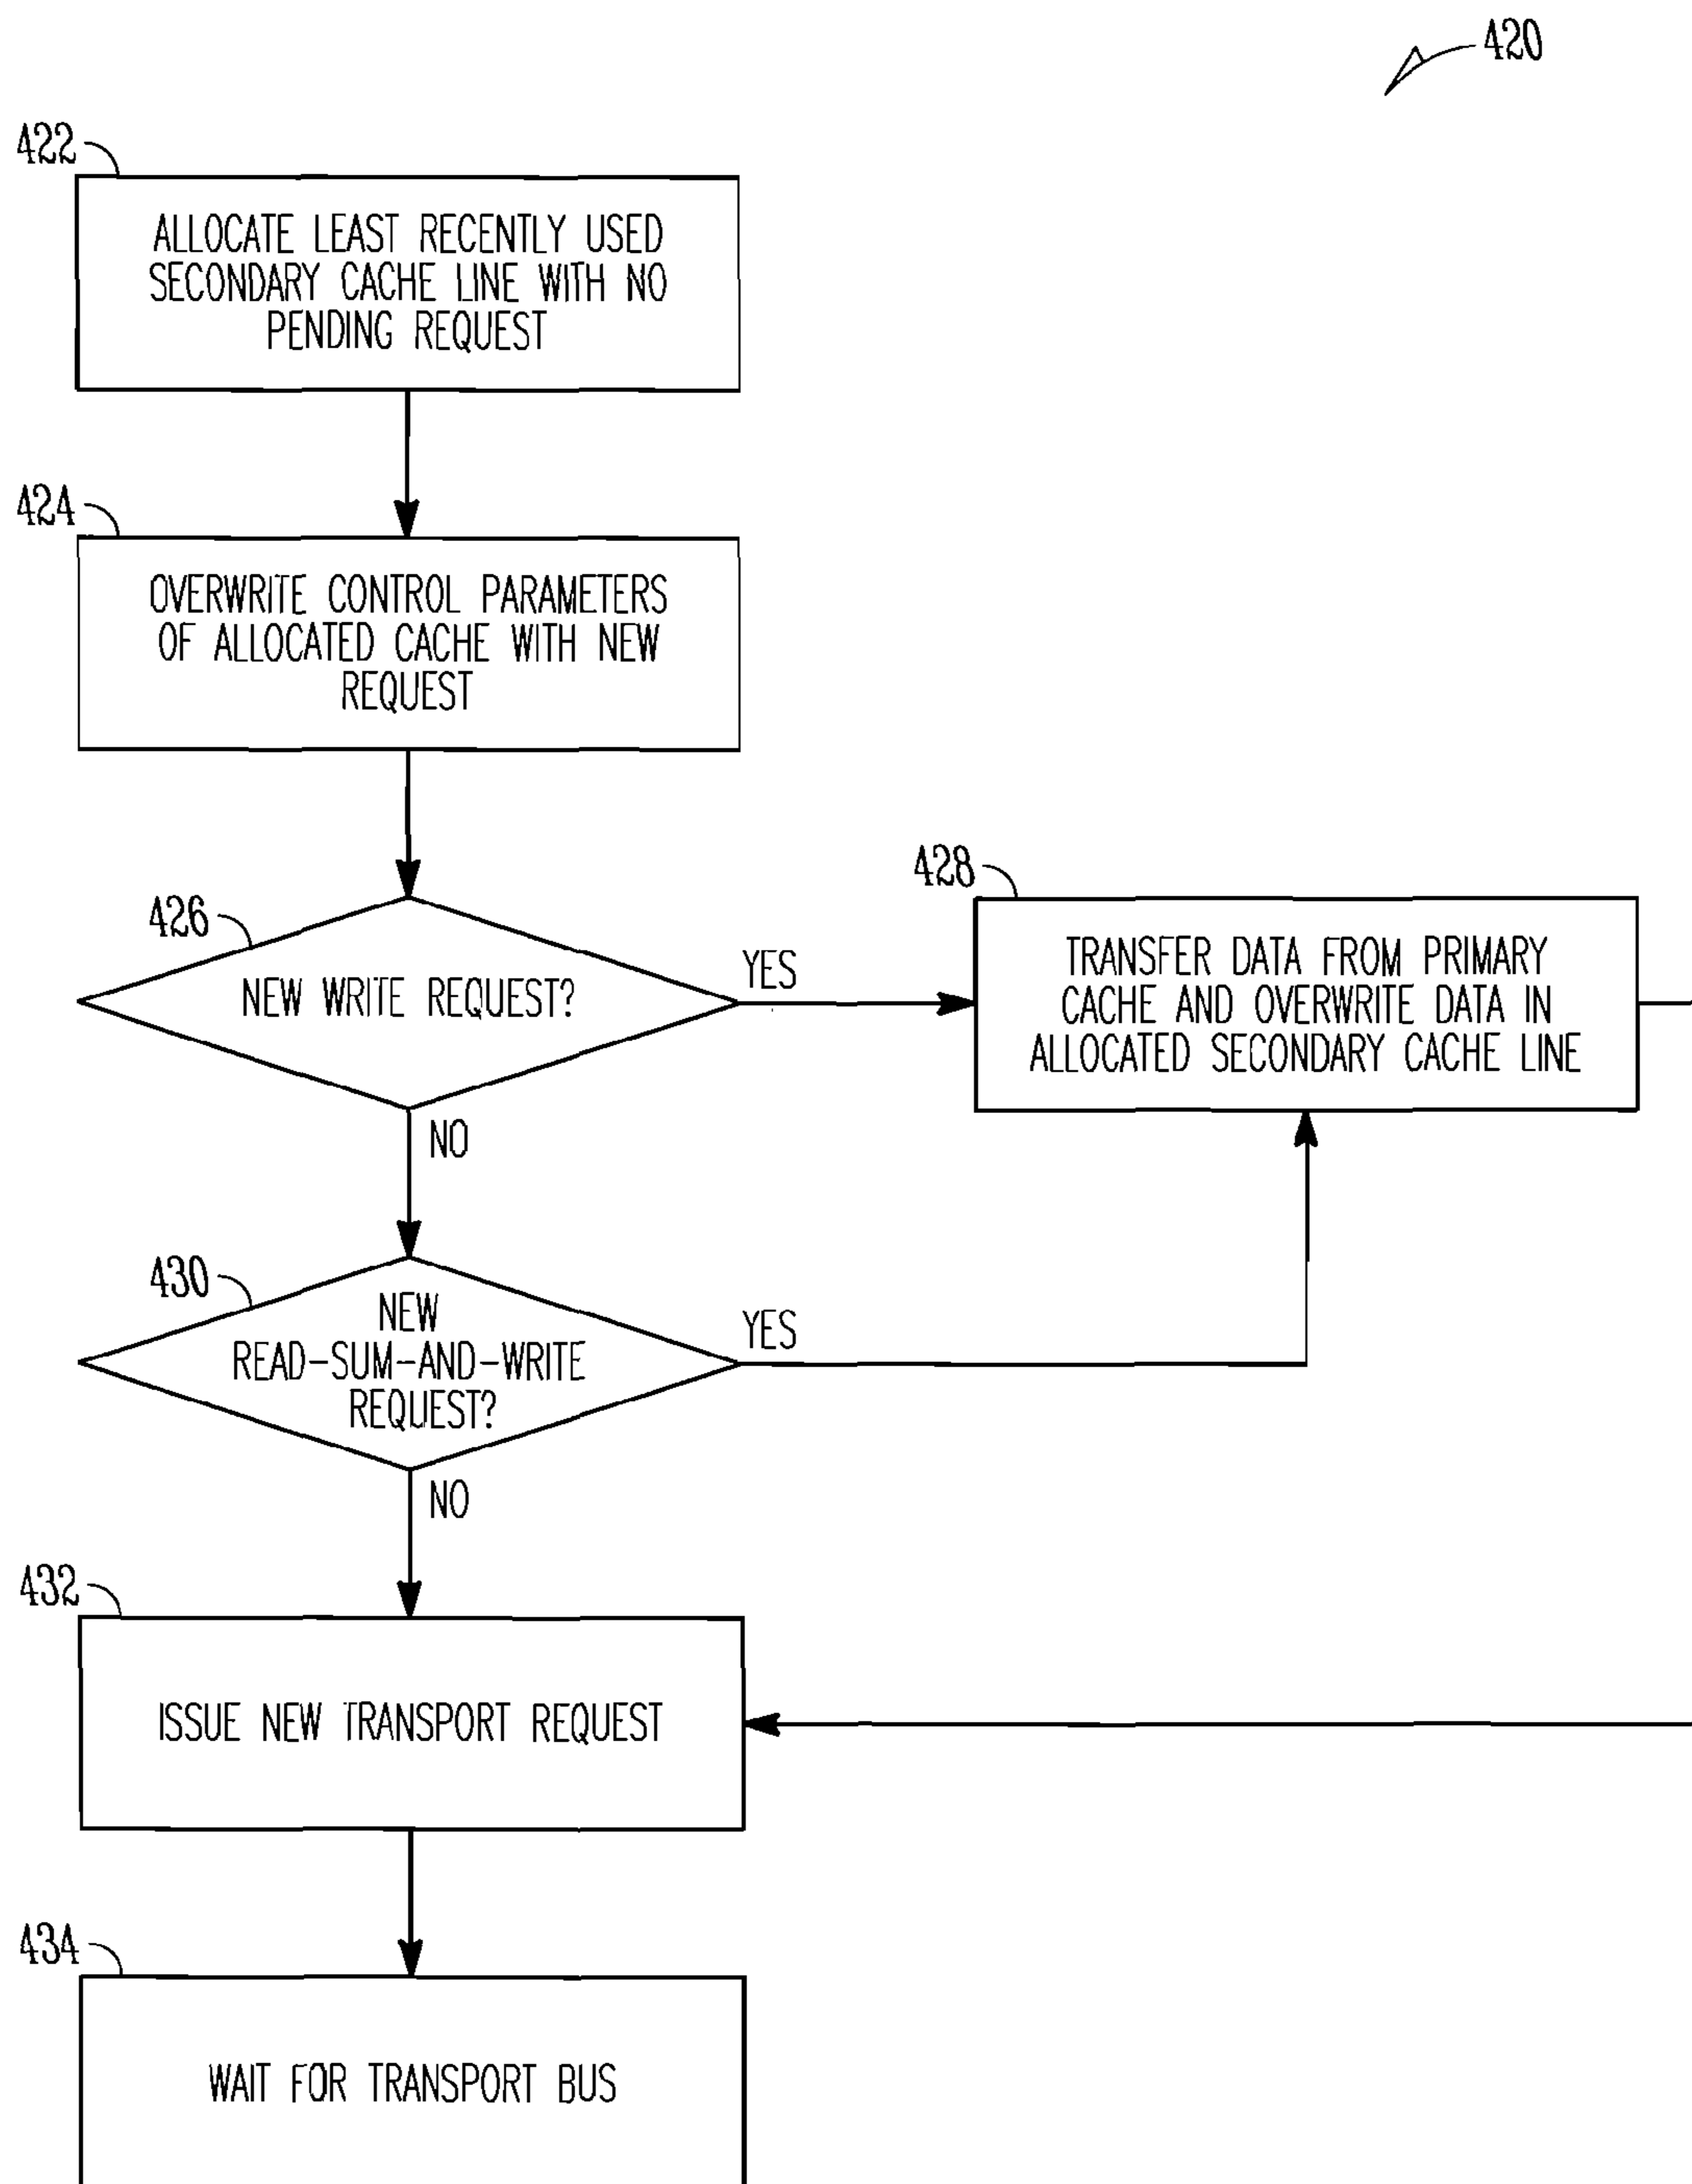 420
422
ALLOCATE LEAST RECENTLY USED
SECONDARY CACHE LINE WITH NO
PENDING REQUEST
424
OVERWRITE CONTROL PARAMETERS
OF ALLOCATED CACHE WITH NEW
REQUEST
426
NEW WRITE REQUEST?
YES
NO
428
TRANSFER DATA FROM PRIMARY
CACHE AND OVERWRITE DATA IN
ALLOCATED SECONDARY CACHE LINE
430
NEW
READ-SUM-AND-WRITE
REQUEST?
YES
NO
432
ISSUE NEW TRANSPORT REQUEST
434
WAIT FOR TRANSPORT BUS